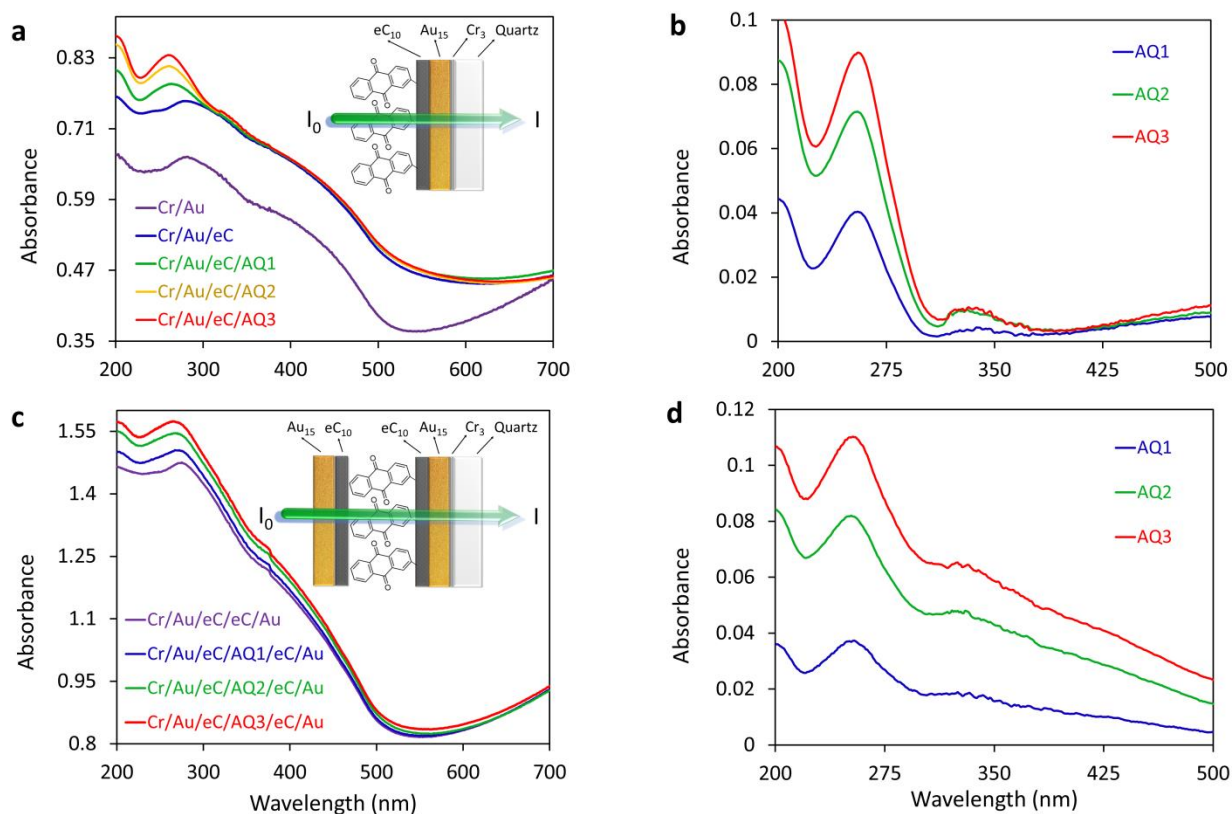 a
eC10 Au15 Cr3 Quartz
I0 I
0.83
0.71
0.59
0.47
0.35
Absorbance
Cr/Au
Cr/Au/eC
Cr/Au/eC/AQ1
Cr/Au/eC/AQ2
Cr/Au/eC/AQ3
200 300 400 500 600 700
b
0.1
0.08
0.06
0.04
0.02
0
Absorbance
AQ1
AQ2
AQ3
200 275 350 425 500
c
Au15 eC10 eC10 Au15 Cr3 Quartz
I0 I
1.55
1.4
1.25
1.1
0.95
0.8
Absorbance
Cr/Au/eC/eC/Au
Cr/Au/eC/AQ1/eC/Au
Cr/Au/eC/AQ2/eC/Au
Cr/Au/eC/AQ3/eC/Au
200 300 400 500 600 700
Wavelength (nm)
d
0.12
0.1
0.08
0.06
0.04
0.02
0
Absorbance
AQ1
AQ2
AQ3
200 275 350 425 500
Wavelength (nm)